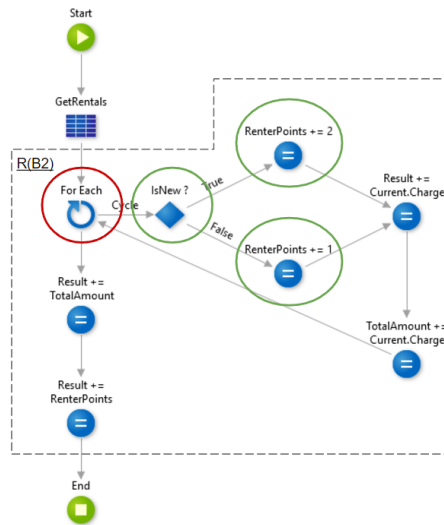 Start
GetRentals
R(B2)
For Each
Cycle
IsNew ?
True
False
RenterPoints += 2
RenterPoints += 1
Result +=
Current.Charge
TotalAmount +=
Current.Charge
Result +=
TotalAmount
Result +=
RenterPoints
End